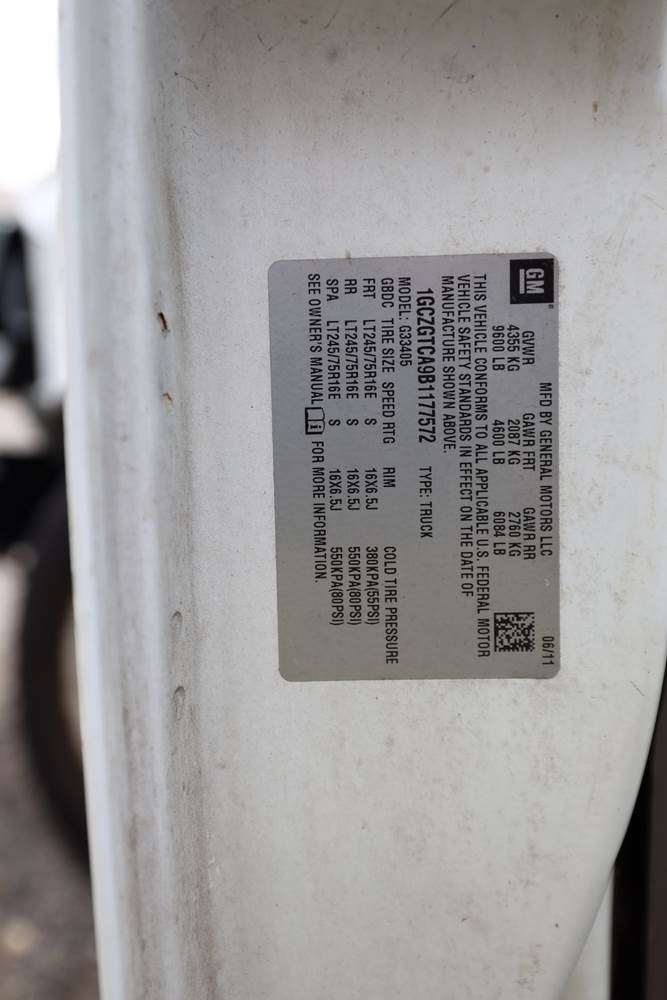 GM
MFD BY GENERAL MOTORS LLC 06/11
GVWR GAWR FRT GAWR RR
4355 KG 2087 KG 2760 KG
9600 LB 4600 LB 6084 LB
THIS VEHICLE CONFORMS TO ALL APPLICABLE U.S. FEDERAL MOTOR
VEHICLE SAFETY STANDARDS IN EFFECT ON THE DATE OF
MANUFACTURE SHOWN ABOVE.
1GCZGTCA9B1177572 TYPE: TRUCK
MODEL: G33405
GBDC TIRE SIZE SPEED RTG RIM COLD TIRE PRESSURE
FRT LT245/75R16E S 16X6.5J 380KPA(55PSI)
RR LT245/75R16E S 16X6.5J 550KPA(80PSI)
SPA LT245/75R16E S 16X6.5J 550KPA(80PSI)
SEE OWNER'S MANUAL i FOR MORE INFORMATION.